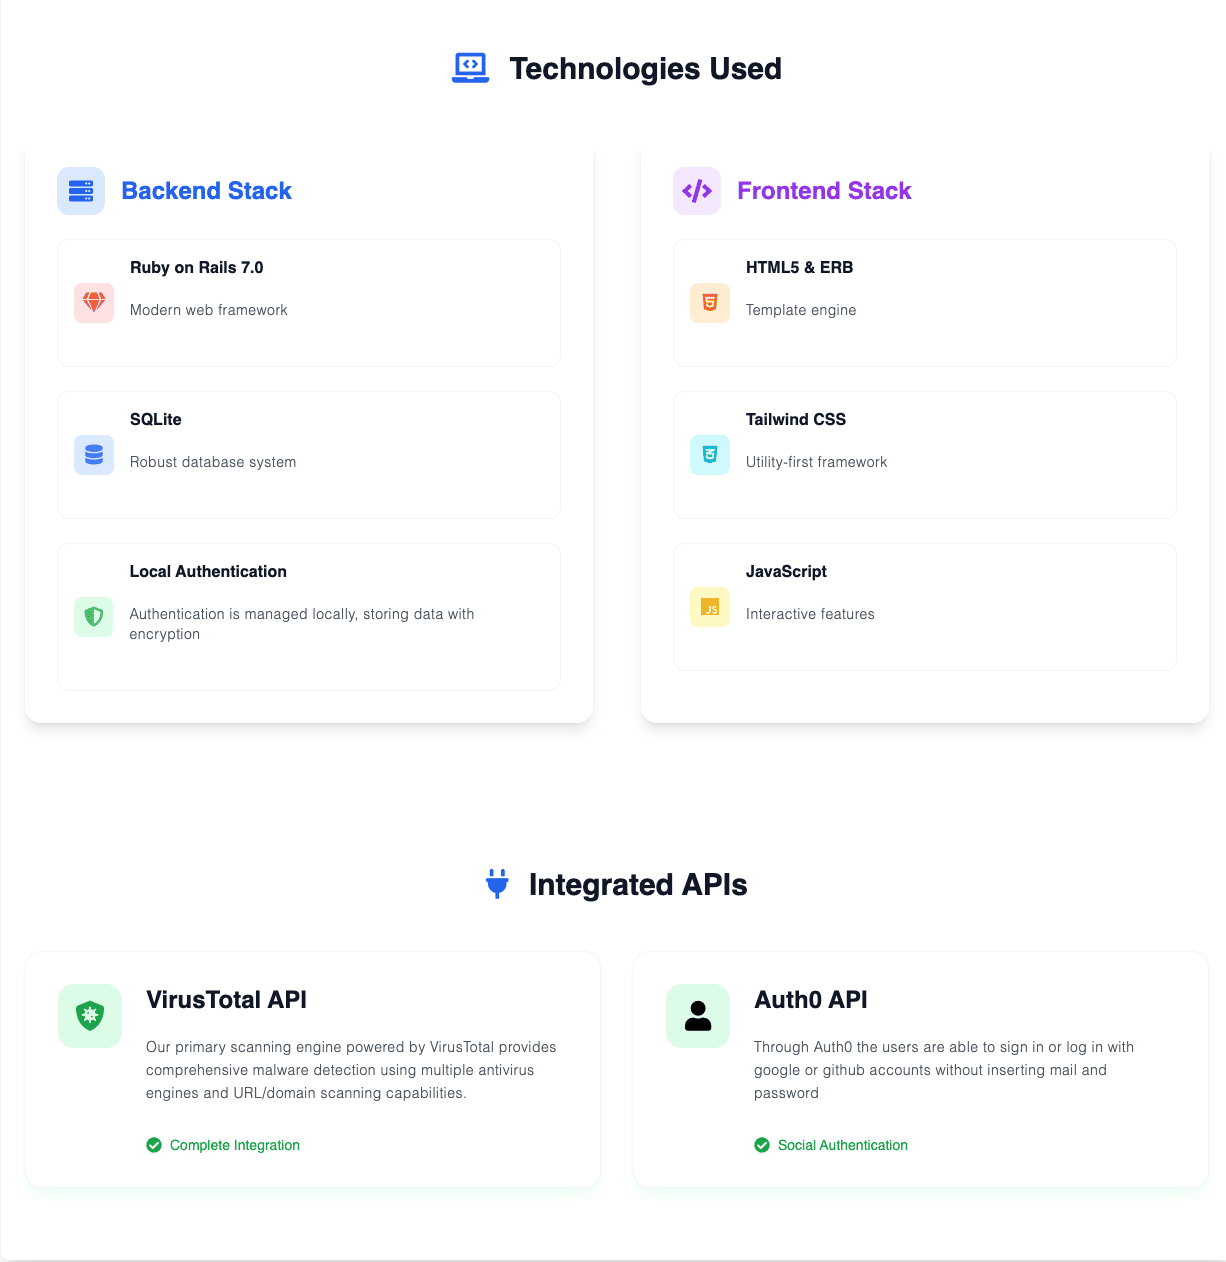 Technologies Used
Backend Stack
Ruby on Rails 7.0
Modern web framework
SQLite
Robust database system
Local Authentication
Authentication is managed locally, storing data with
encryption
Frontend Stack
HTML5 & ERB
Template engine
Tailwind CSS
Utility-first framework
JS
JavaScript
Interactive features
Integrated APIs
VirusTotal API
Our primary scanning engine powered by VirusTotal provides
comprehensive malware detection using multiple antivirus
engines and URL/domain scanning capabilities.
Complete Integration
Auth0 API
Through Auth0 the users are able to sign in or log in with
google or github accounts without inserting mail and
password
Social Authentication